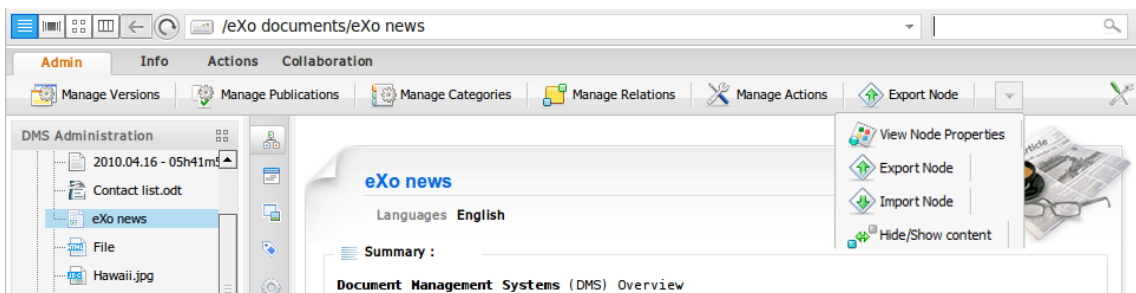 /eXo documents/eXo news
Admin Info Actions Collaboration
Manage Versions Manage Publications Manage Categories Manage Relations Manage Actions Export Node
DMS Administration
2010.04.16 - 05h41m5
Contact list.odt
eXo news
File
Hawaii.jpg
eXo news
Languages English
Summary :
Document Management Systems (DMS) Overview
View Node Properties
Export Node
Import Node
Hide/Show content